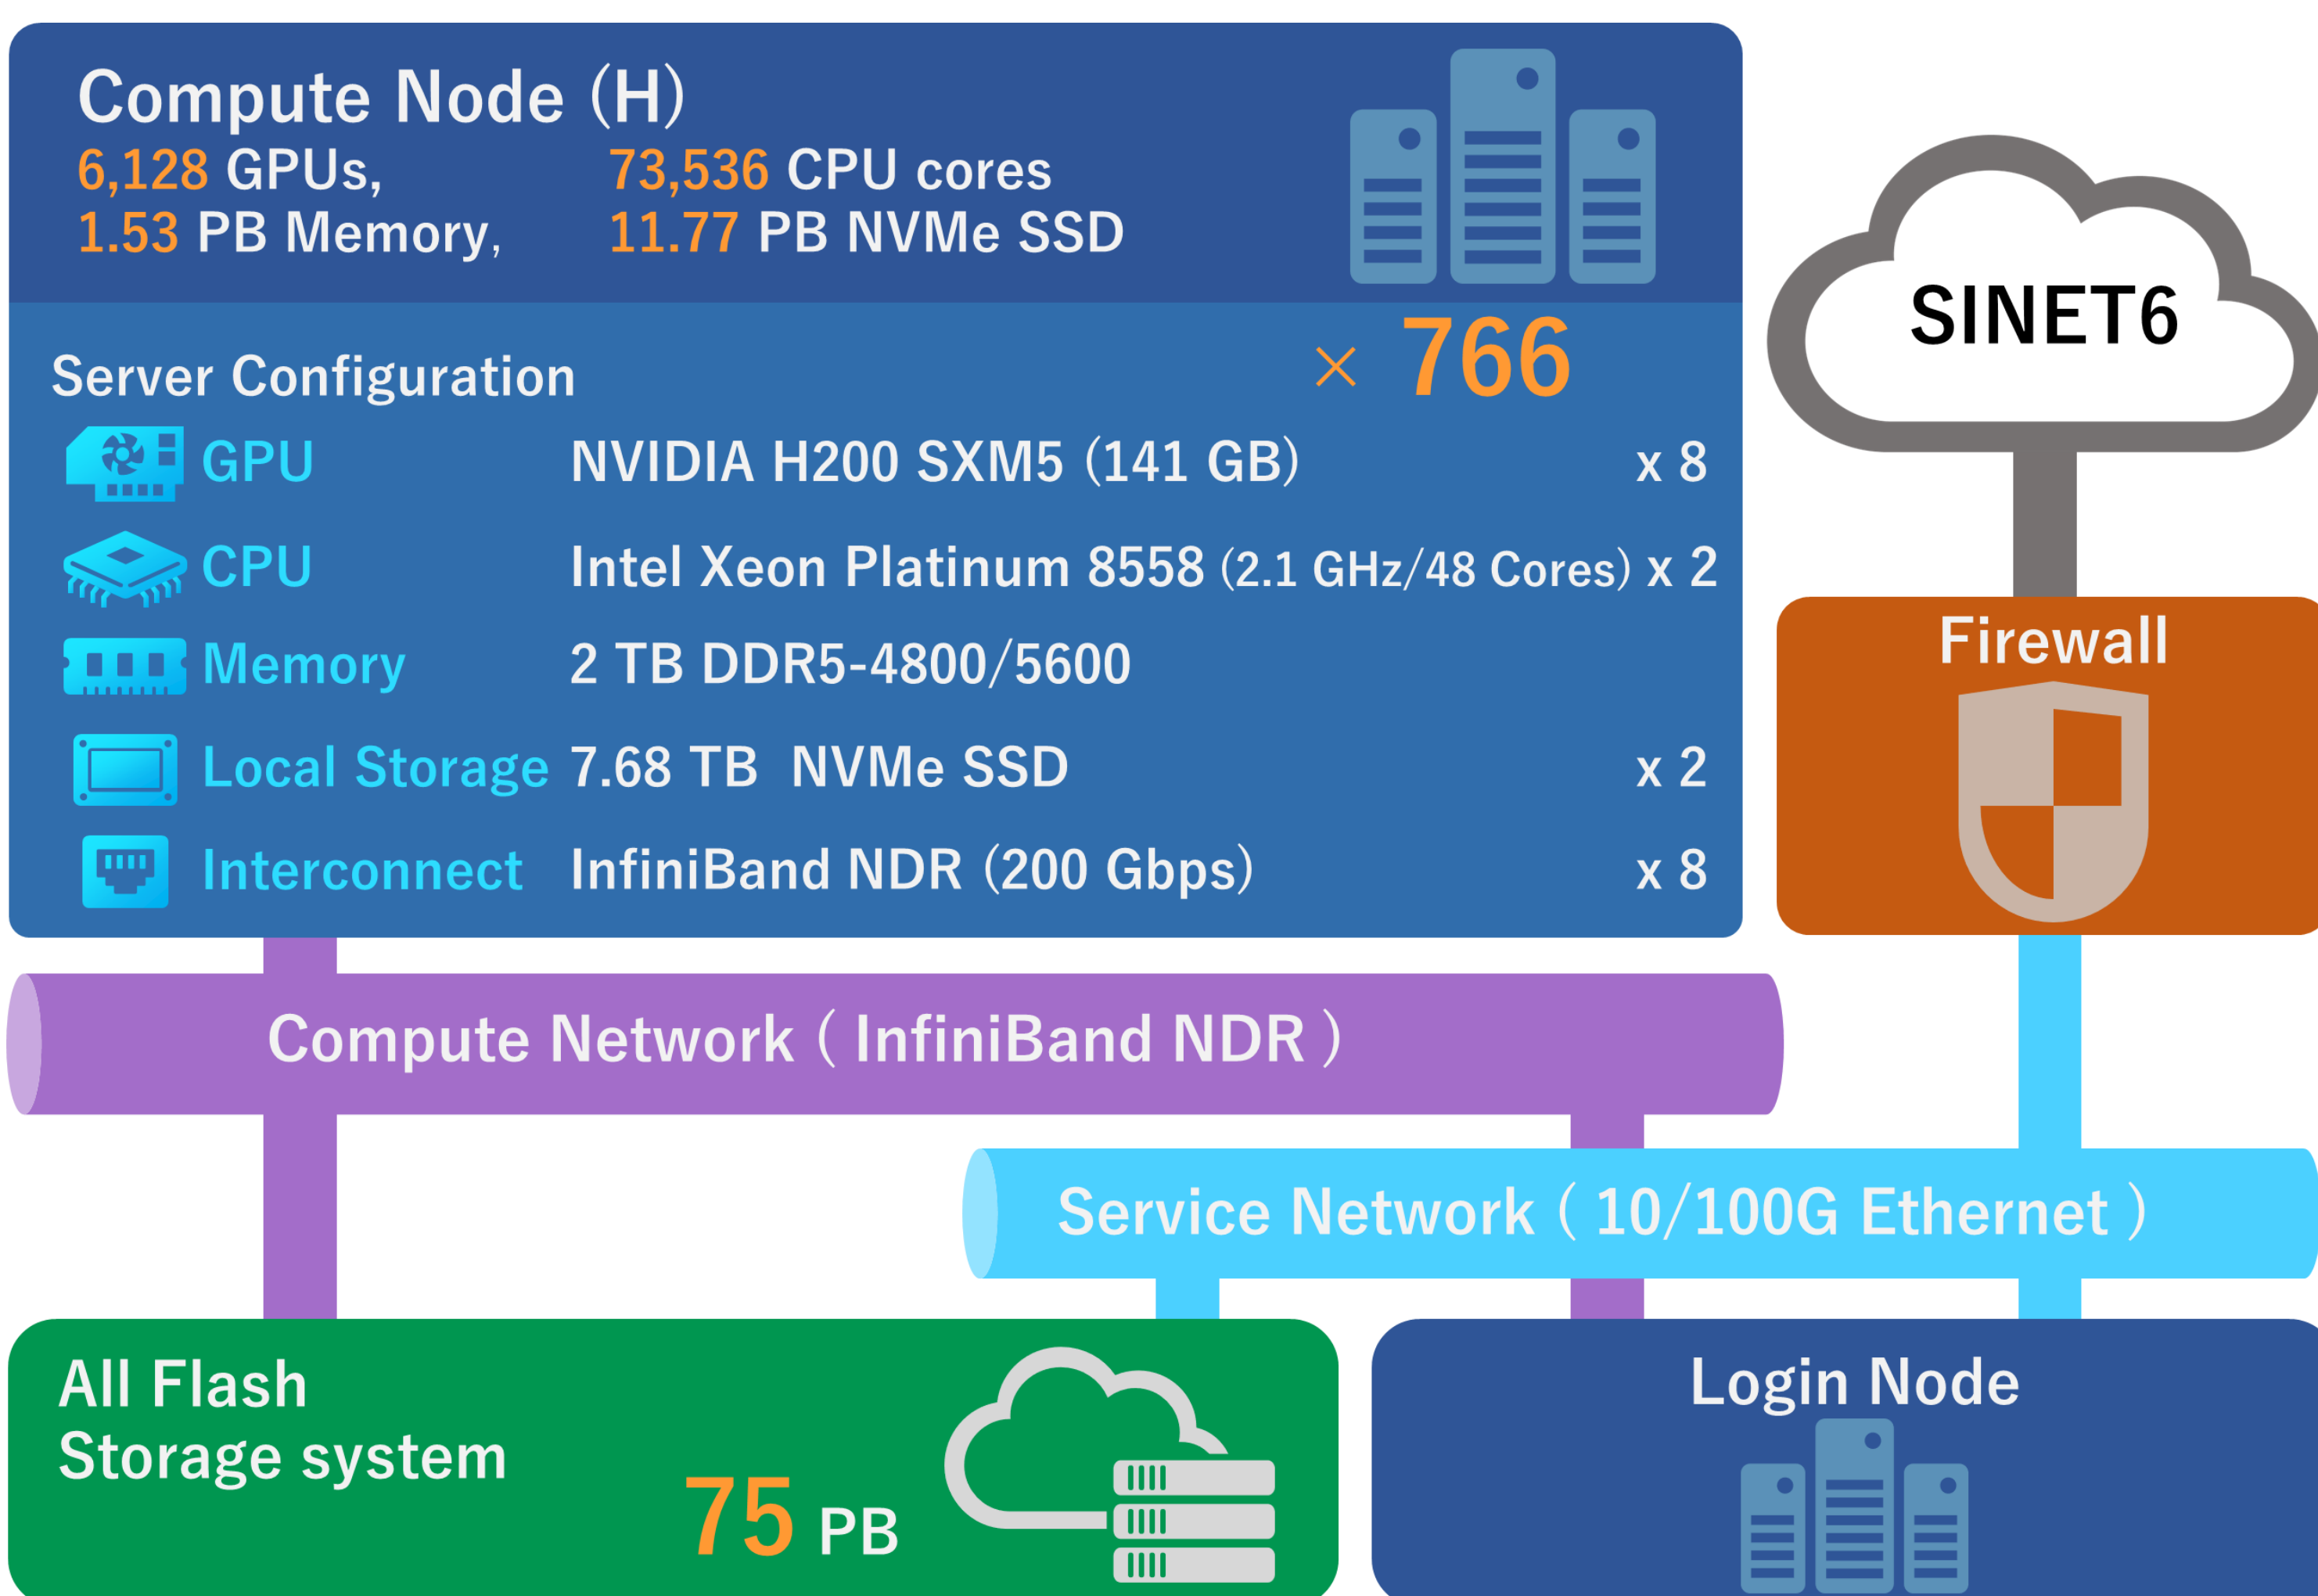 Compute Node (H)
6,128 GPUs, 73,536 CPU cores
1.53 PB Memory, 11.77 PB NVMe SSD
× 766
Server Configuration
GPU NVIDIA H200 SXM5 (141 GB) x 8
CPU Intel Xeon Platinum 8558 (2.1 GHz/48 Cores) x 2
Memory 2 TB DDR5-4800/5600
Local Storage 7.68 TB NVMe SSD x 2
Interconnect InfiniBand NDR (200 Gbps) x 8
SINET6
Firewall
Compute Network ( InfiniBand NDR )
Service Network ( 10/100G Ethernet )
All Flash
Storage system
75 PB
Login Node